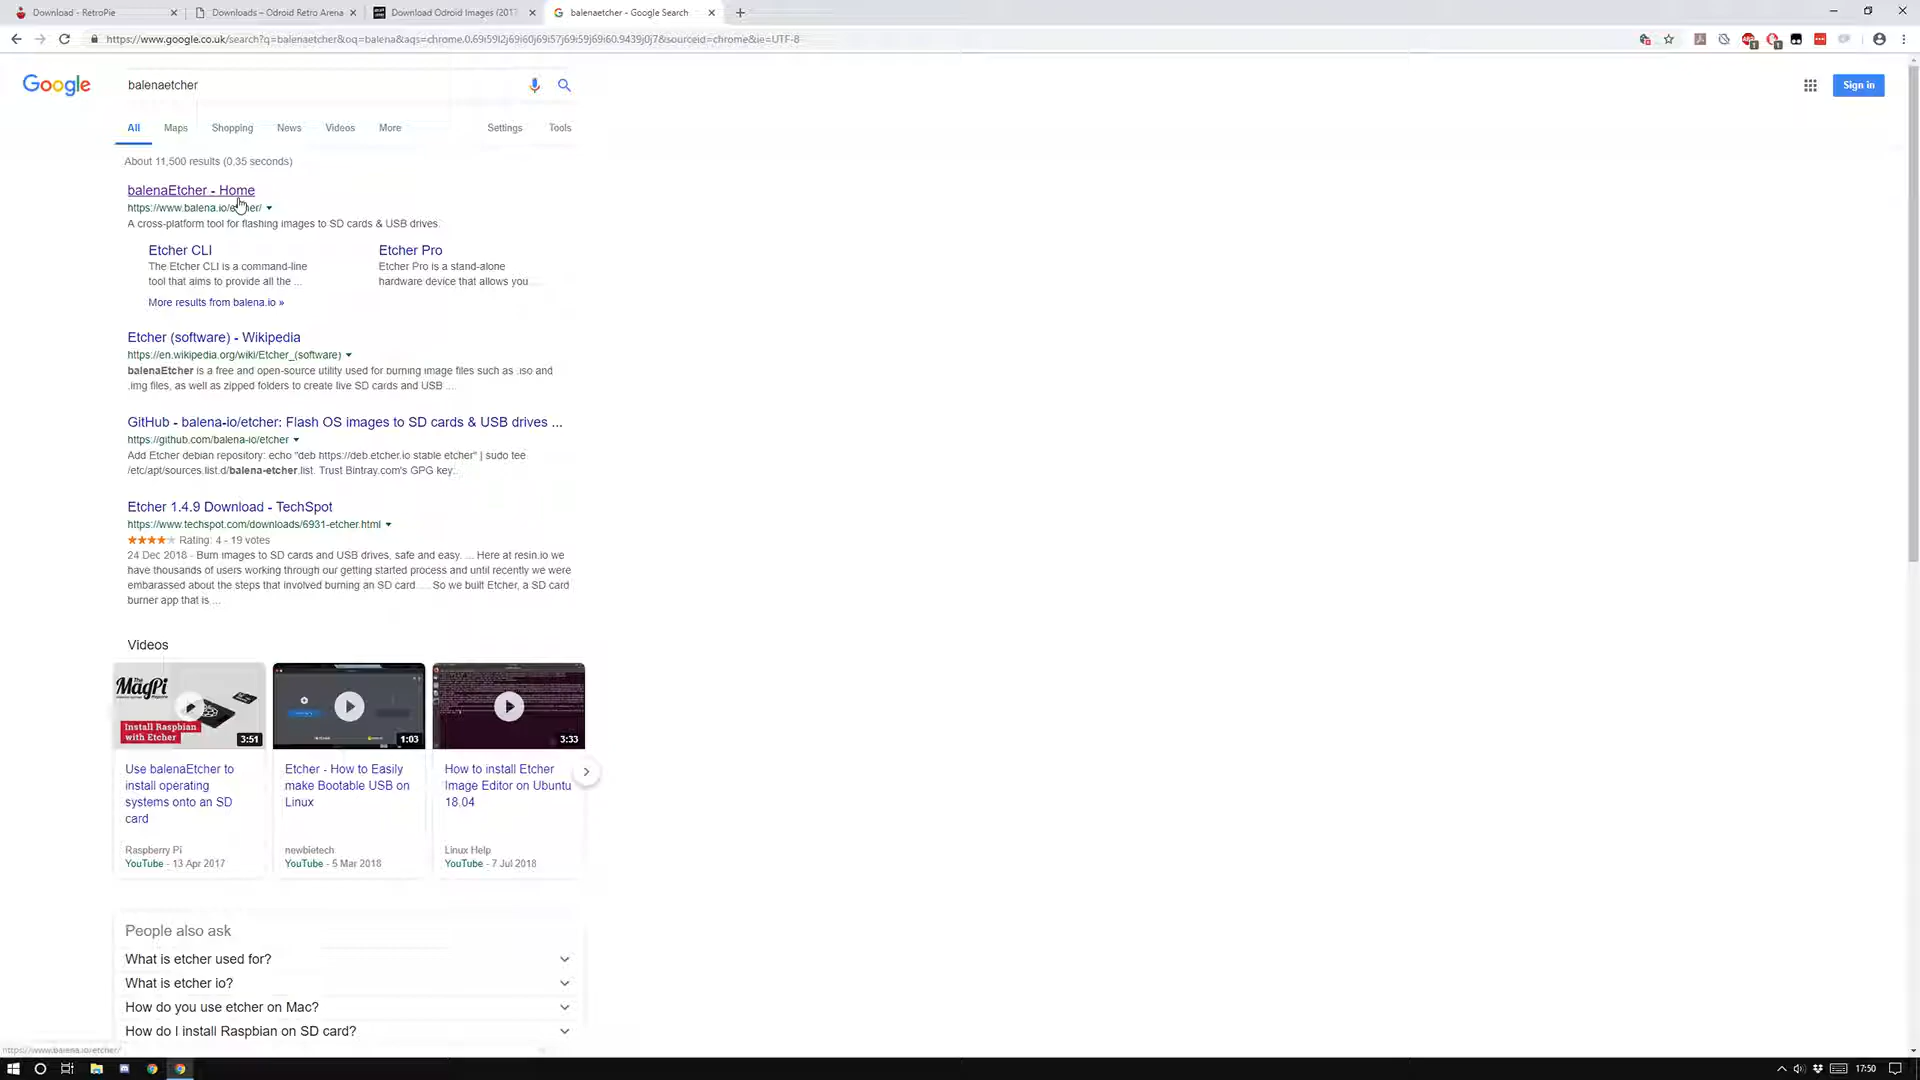 Download - RetroPie
Downloads – Odroid Retro Arena
Download Odroid Images (2017
balenaetcher - Google Search
https://www.google.co.uk/search?q=balenaetcher&oq=balena&aqs=chrome.0.69i59l2j69i60j69i57j69i59j69i60.9439j0j7&sourceid=chrome&ie=UTF-8
Google
balenaetcher
Sign in
All Maps Shopping News Videos More Settings Tools
About 11,500 results (0.35 seconds)
balenaEtcher - Home
https://www.balena.io/etcher/
A cross-platform tool for flashing images to SD cards & USB drives.
Etcher CLI
The Etcher CLI is a command-line
tool that aims to provide all the ...
Etcher Pro
Etcher Pro is a stand-alone
hardware device that allows you
More results from balena.io »
Etcher (software) - Wikipedia
https://en.wikipedia.org/wiki/Etcher_(software)
balenaEtcher is a free and open-source utility used for burning image files such as .iso and
.img files, as well as zipped folders to create live SD cards and USB ...
GitHub - balena-io/etcher: Flash OS images to SD cards & USB drives ...
https://github.com/balena-io/etcher
Add Etcher debian repository: echo "deb https://deb.etcher.io stable etcher" | sudo tee
/etc/apt/sources.list.d/balena-etcher.list. Trust Bintray.com's GPG key:
Etcher 1.4.9 Download - TechSpot
https://www.techspot.com/downloads/6931-etcher.html
Rating: 4 - 19 votes
24 Dec 2018 - Burn images to SD cards and USB drives, safe and easy. ... Here at resin.io we
have thousands of users working through our getting started process and until recently we were
embarassed about the steps that involved burning an SD card. ... So we built Etcher, a SD card
burner app that is ...
Videos
The MagPi
Install Raspbian
with Etcher
3:51
1:03
3:33
Use balenaEtcher to
install operating
systems onto an SD
card
Raspberry Pi
YouTube - 13 Apr 2017
Etcher - How to Easily
make Bootable USB on
Linux
newbietech
YouTube - 5 Mar 2018
How to install Etcher
Image Editor on Ubuntu
18.04
Linux Help
YouTube - 7 Jul 2018
People also ask
What is etcher used for?
What is etcher io?
How do you use etcher on Mac?
How do I install Raspbian on SD card?
https://www.balena.io/etcher/
17:50